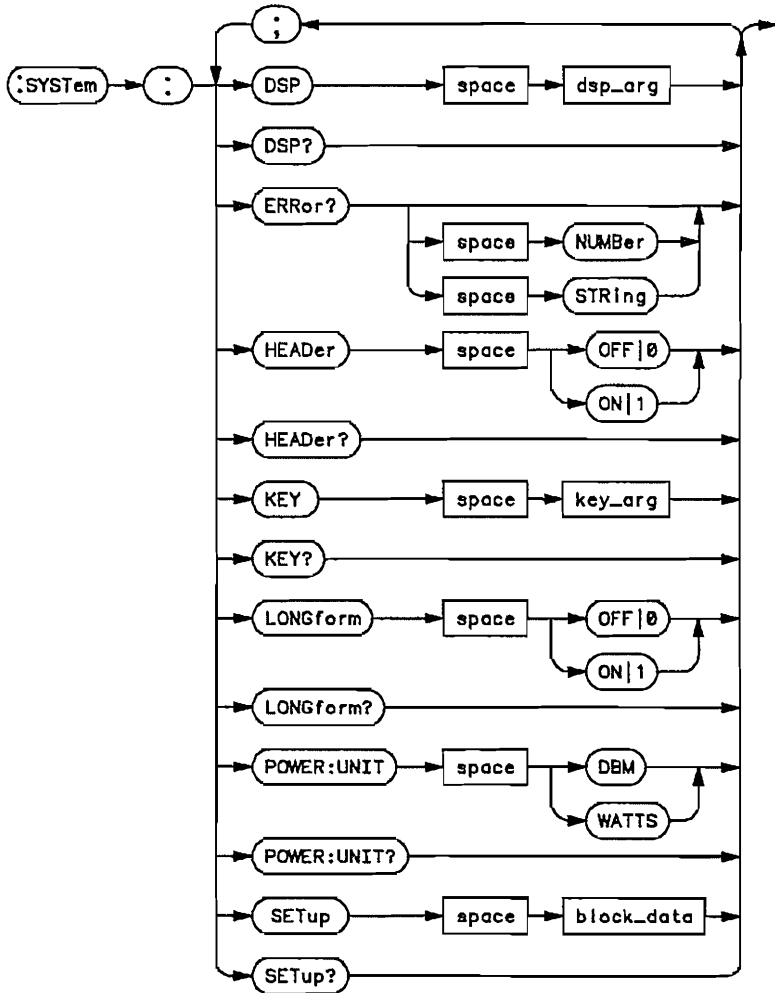 ;
:SYSTem : DSP space dsp_arg
DSP?
ERRor?
space NUMBer
space STRing
HEADer space OFF|0
ON|1
HEADer?
KEY space key_arg
KEY?
LONGform space OFF|0
ON|1
LONGform?
POWER:UNIT space DBM
WATTS
POWER:UNIT?
SETup space block_data
SETup?